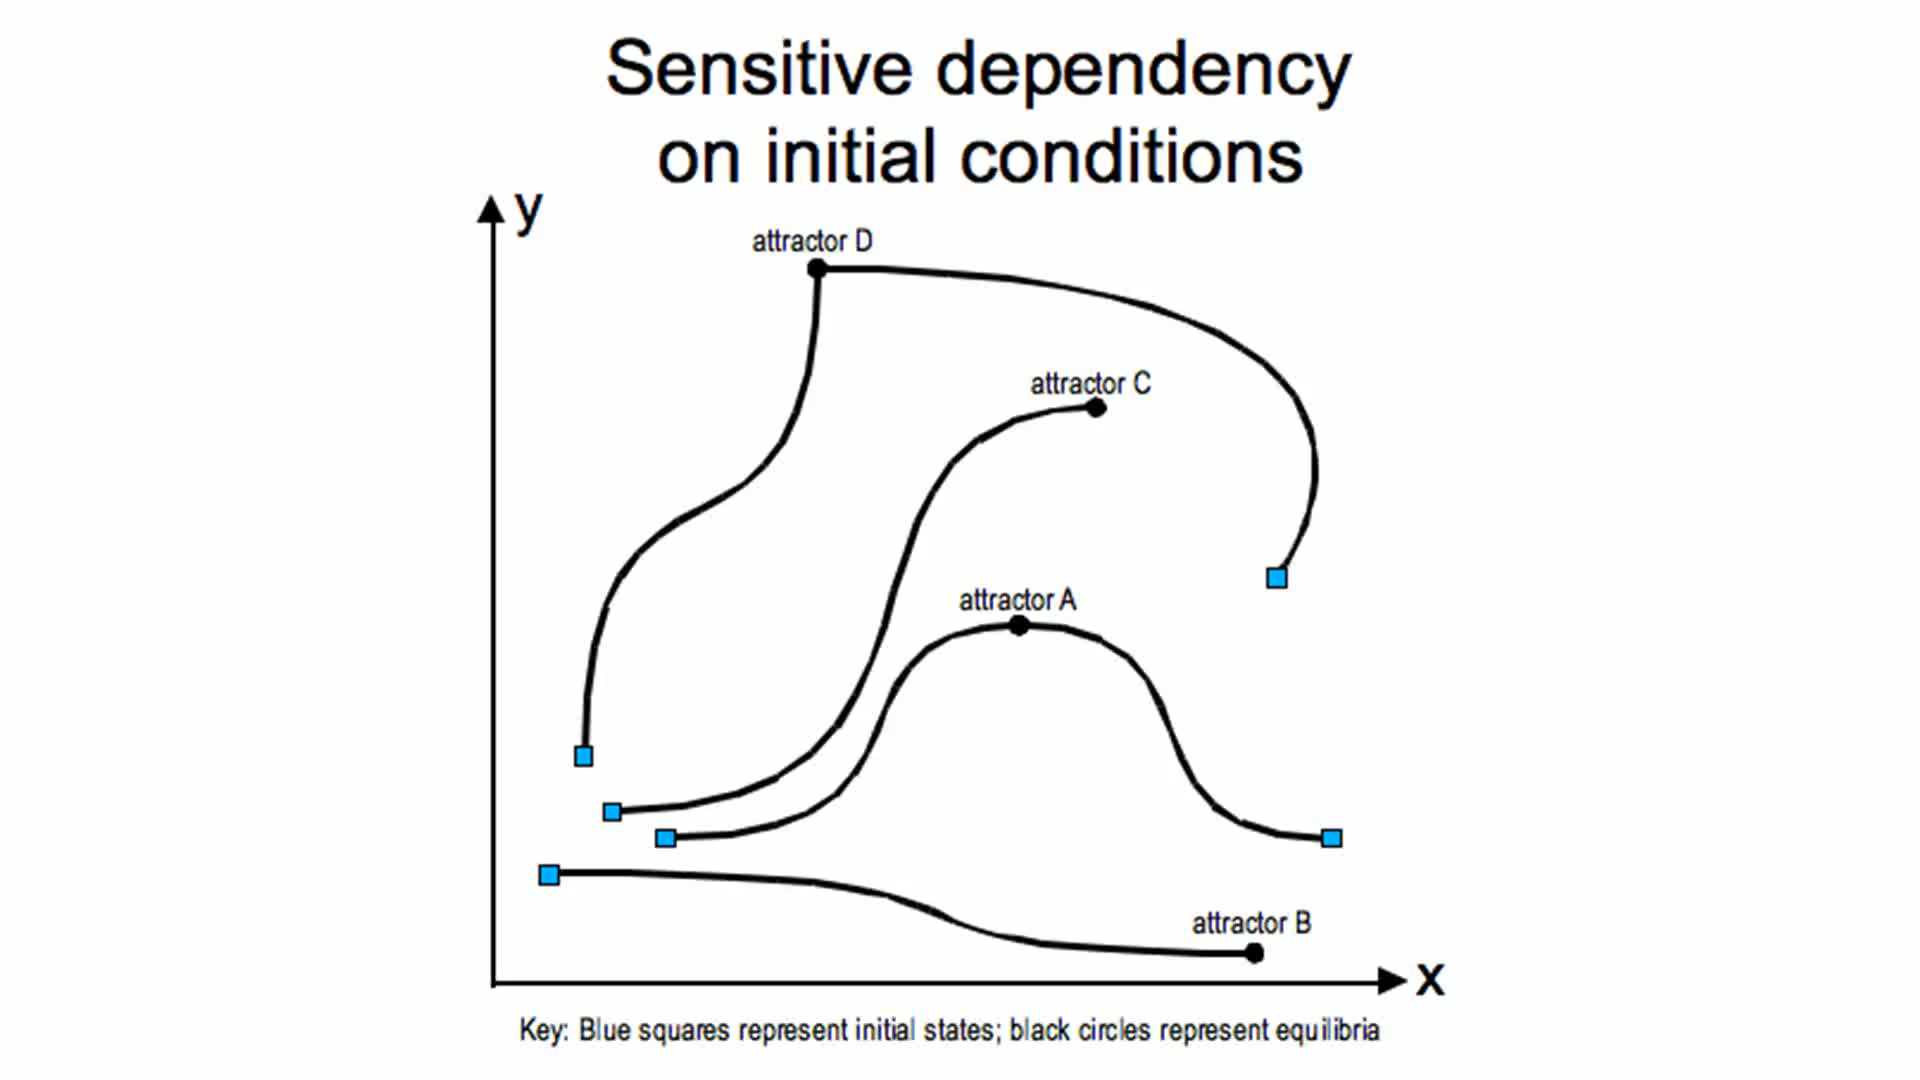 Sensitive dependency
on initial conditions
y
attractor D
attractor C
attractor A
attractor B
x
Key: Blue squares represent initial states; black circles represent equilibria